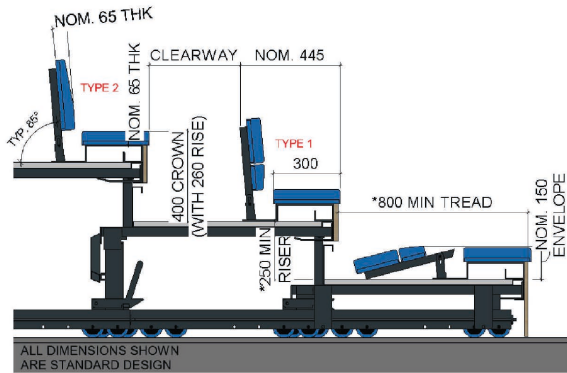 NOM. 65 THK
CLEARWAY
NOM. 445
TYPE 2
NOM. 65 THK
TYP. 85°
TYPE 1
300
400 CROWN
(WITH 260 RISE)
*800 MIN TREAD
*250 MIN
RISER
NOM. 150
ENVELOPE
ALL DIMENSIONS SHOWN
ARE STANDARD DESIGN